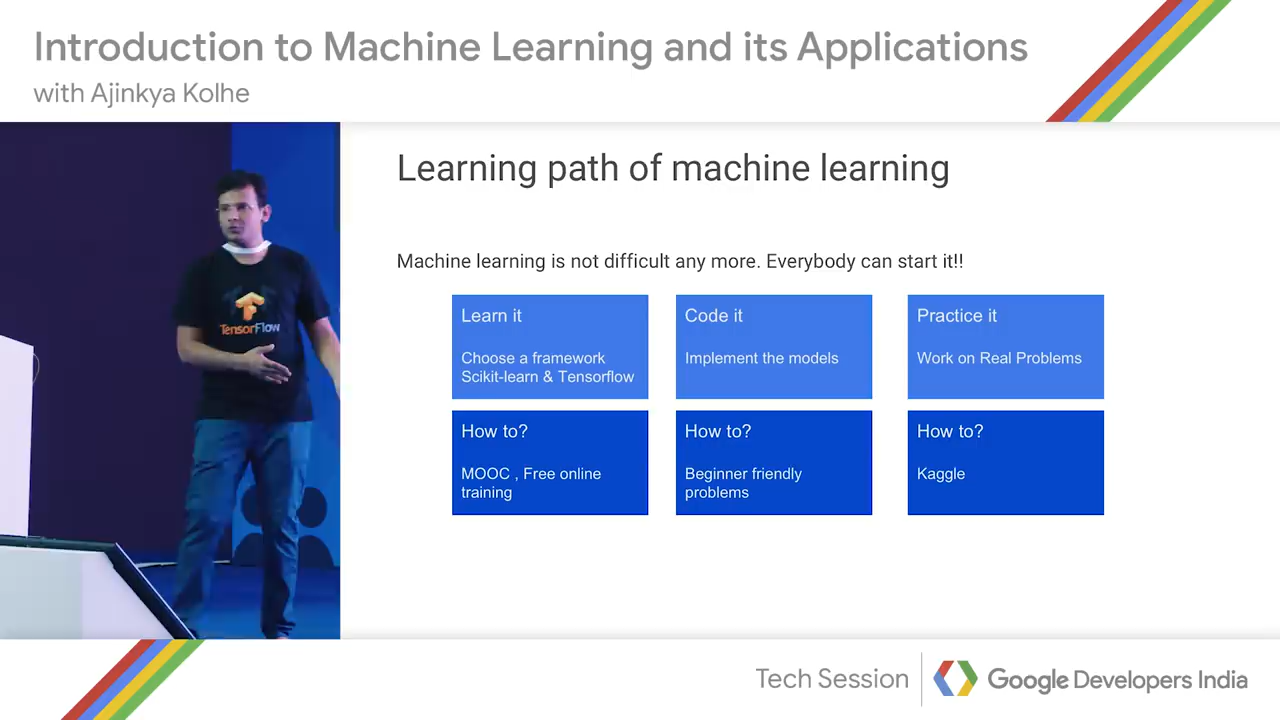 Introduction to Machine Learning and its Applications
with Ajinkya Kolhe
Learning path of machine learning
Machine learning is not difficult any more. Everybody can start it!!
Learn it
Choose a framework
Scikit-learn & Tensorflow
Code it
Implement the models
Practice it
Work on Real Problems
How to?
MOOC , Free online
training
How to?
Beginner friendly
problems
How to?
Kaggle
TensorFlow
Tech Session
Google Developers India